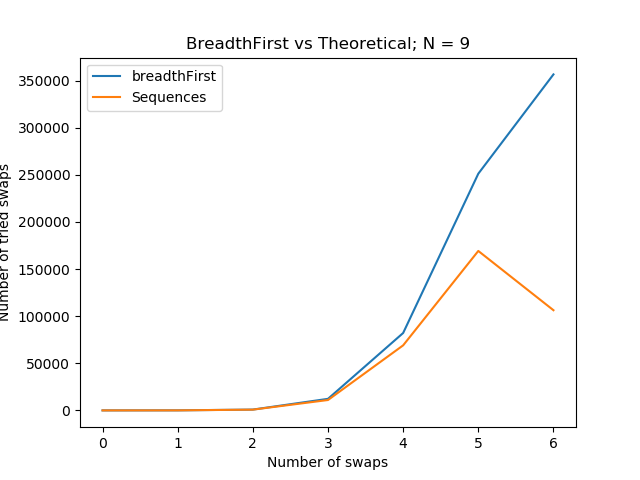 BreadthFirst vs Theoretical; N = 9
breadthFirst
Sequences
350000
300000
250000
200000
150000
100000
50000
0
Number of tried swaps
0 1 2 3 4 5 6
Number of swaps